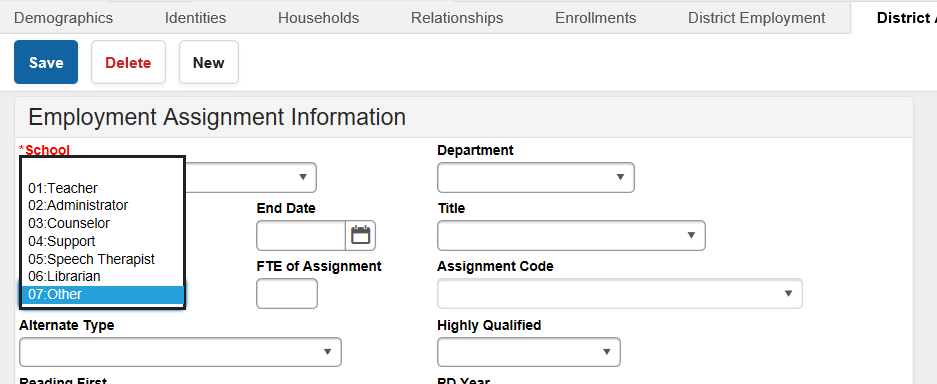 Demographics Identities Households Relationships Enrollments District Employment District
Save Delete New
Employment Assignment Information
*School Department
01:Teacher
02:Administrator
03:Counselor
04:Support
05:Speech Therapist
06:Librarian
07:Other
End Date Title
FTE of Assignment Assignment Code
Alternate Type Highly Qualified
Reading First PD Year